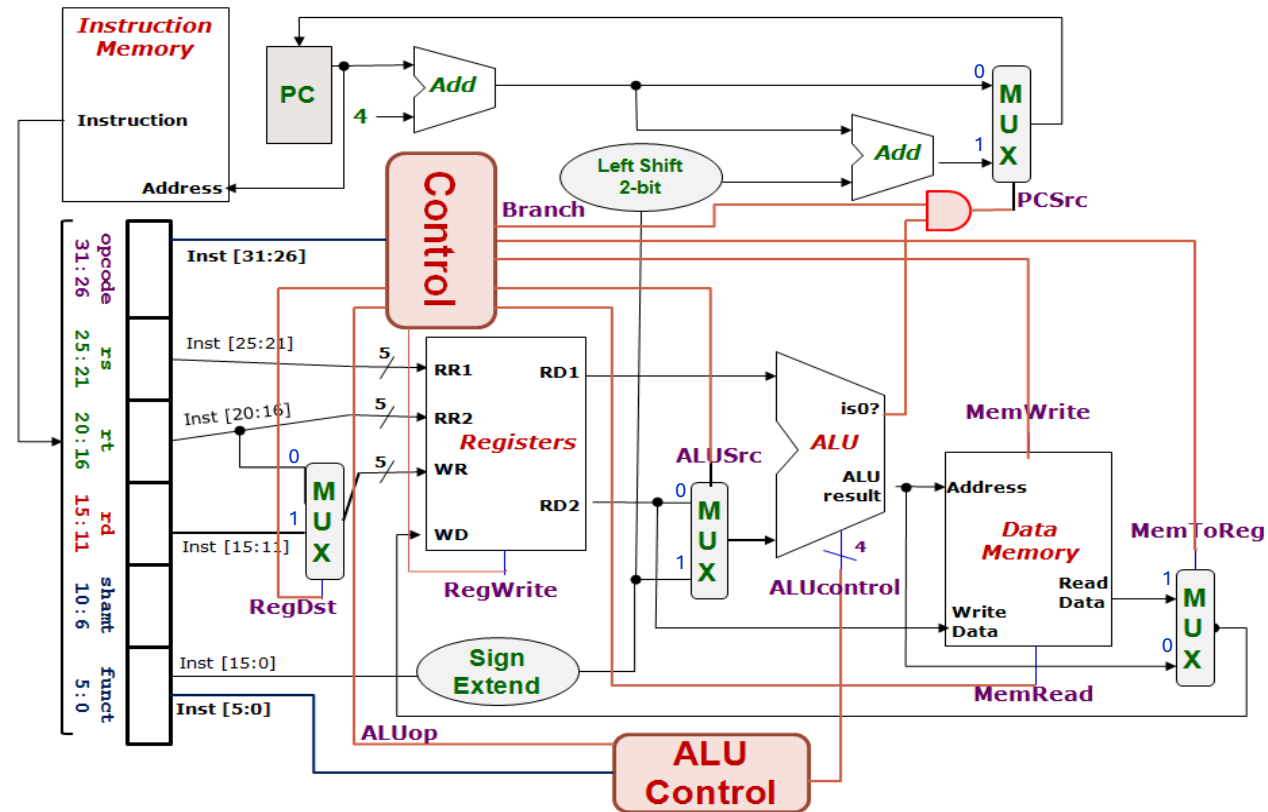 Instruction
Memory
Instruction
Address
PC
4
Add
Left Shift
2-bit
Add
0
M
U
X
1
PCSrc
Control
Branch
opcode
31:26
rs
25:21
rt
20:16
rd
15:11
shamt
10:6
funct
5:0
Inst [31:26]
Inst [25:21]
Inst [20:16]
Inst [15:11]
Inst [15:0]
Inst [5:0]
5
5
5
0
M
U
X
1
RegDst
RR1
RR2
WR
WD
Registers
RD1
RD2
RegWrite
Sign
Extend
ALUSrc
0
M
U
X
1
is0?
ALU
ALU
result
4
ALUcontrol
MemWrite
Address
Data
Memory
Read
Data
Write
Data
MemRead
MemToReg
1
M
U
X
0
ALUop
ALU
Control